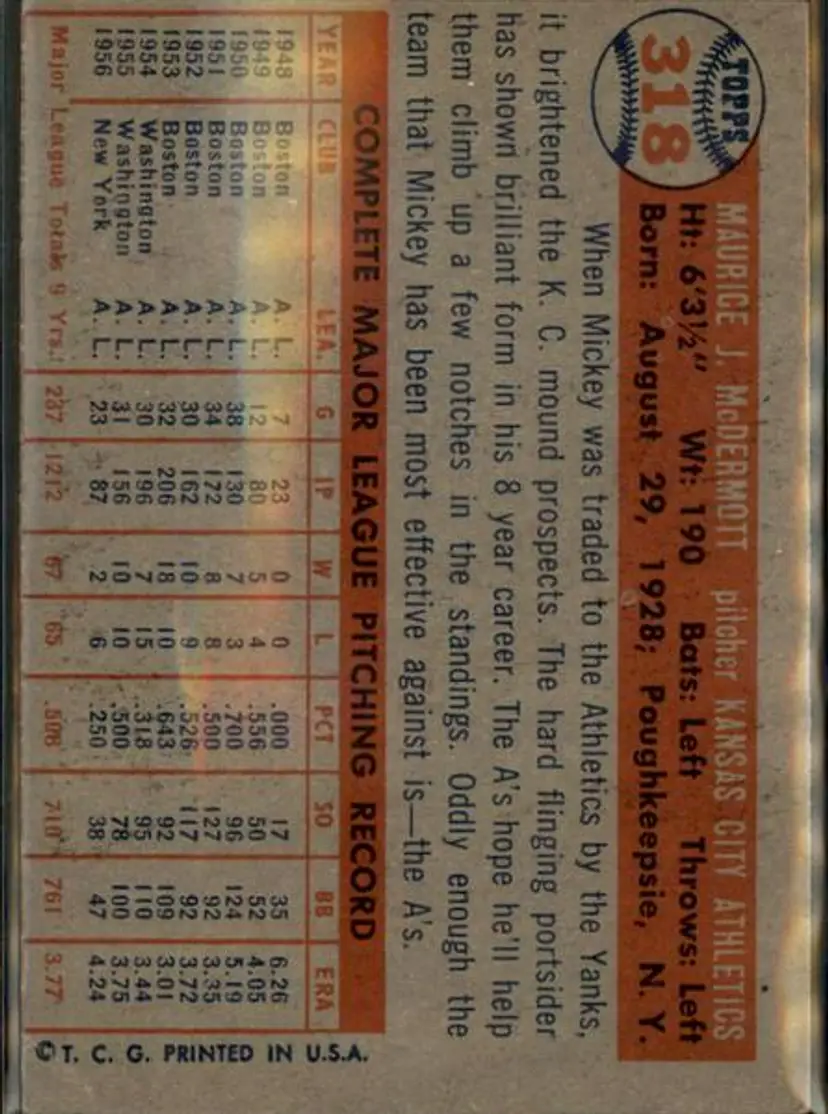 TOPPS
318
MAURICE J. McDERMOTT pitcher KANSAS CITY ATHLETICS
Ht: 6'3½" Wt: 190 Bats: Left Throws: Left
Born: August 29, 1928; Poughkeepsie, N. Y.
When Mickey was traded to the Athletics by the Yanks,
it brightened the K. C. mound prospects. The hard flinging portsider
has shown brilliant form in his 8 year career. The A's hope he'll help
them climb up a few notches in the standings. Oddly enough the
team that Mickey has been most effective against is—the A's.
COMPLETE MAJOR LEAGUE PITCHING RECORD
YEAR CLUB LEA. G IP W L PCT SO BB ERA
1948 Boston A. L. 7 23 0 0 .000 17 35 6.26
1949 Boston A. L. 12 80 5 4 .556 50 52 4.05
1950 Boston A. L. 38 130 7 3 .700 96 124 5.19
1951 Boston A. L. 34 172 8 8 .500 127 92 3.35
1952 Boston A. L. 30 162 10 9 .526 117 92 3.72
1953 Boston A. L. 32 206 18 10 .643 92 109 3.01
1954 Washington A. L. 30 196 7 15 .318 95 110 3.44
1955 Washington A. L. 31 156 10 10 .500 78 100 3.75
1956 New York A. L. 23 87 2 6 .250 38 47 4.24
Major League Totals 9 Yrs. 237 1212 67 65 .508 710 761 3.77
© T. C. G. PRINTED IN U.S.A.